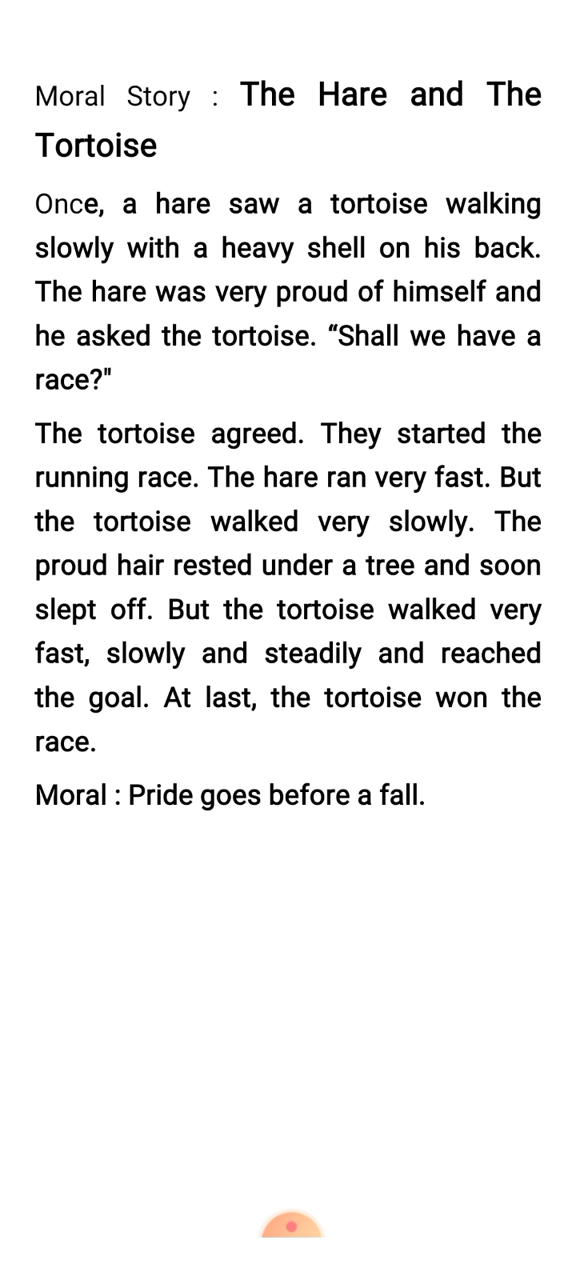 Moral Story : The Hare and The
Tortoise
Once, a hare saw a tortoise walking
slowly with a heavy shell on his back.
The hare was very proud of himself and
he asked the tortoise. “Shall we have a
race?"
The tortoise agreed. They started the
running race. The hare ran very fast. But
the tortoise walked very slowly. The
proud hair rested under a tree and soon
slept off. But the tortoise walked very
fast, slowly and steadily and reached
the goal. At last, the tortoise won the
race.
Moral : Pride goes before a fall.